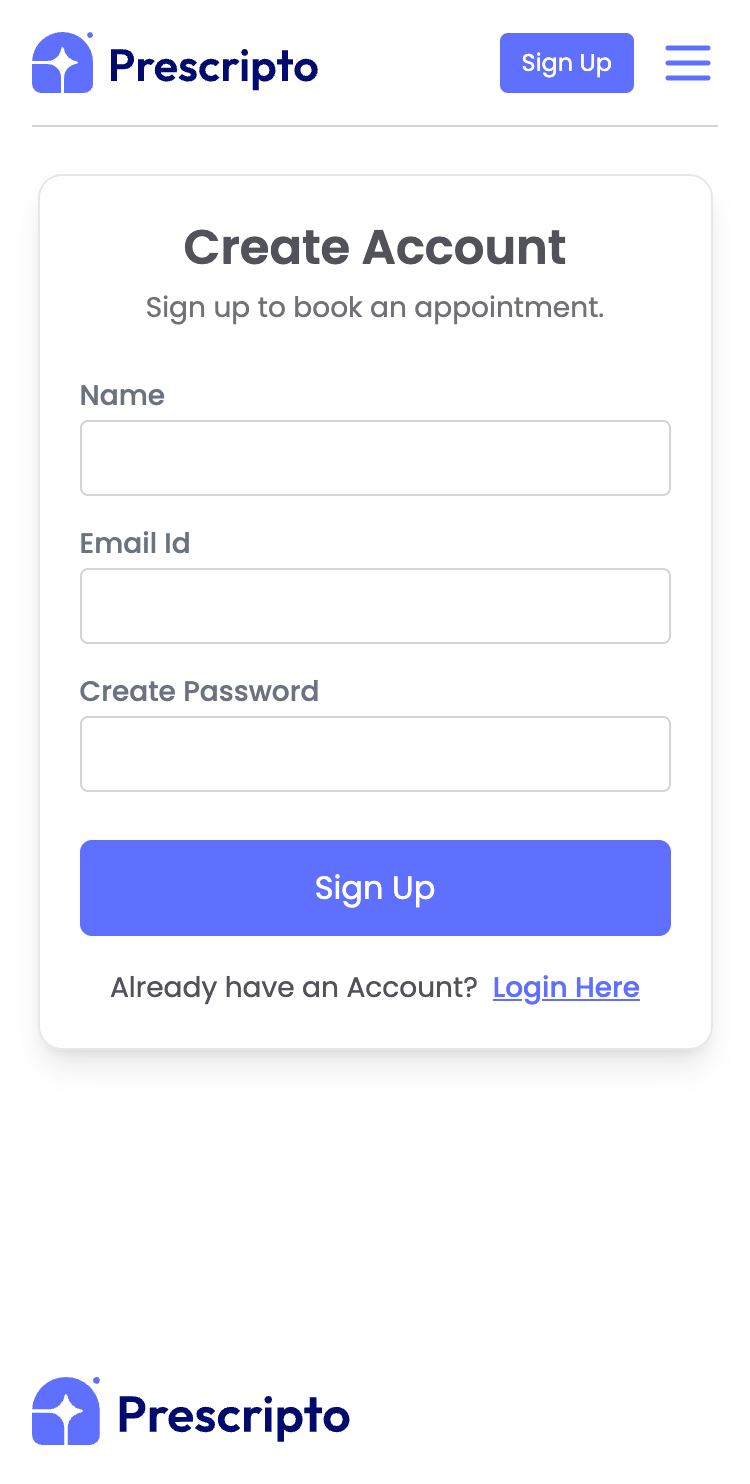 Prescripto
Sign Up
Create Account
Sign up to book an appointment.
Name
Email Id
Create Password
Sign Up
Already have an Account? Login Here
Prescripto